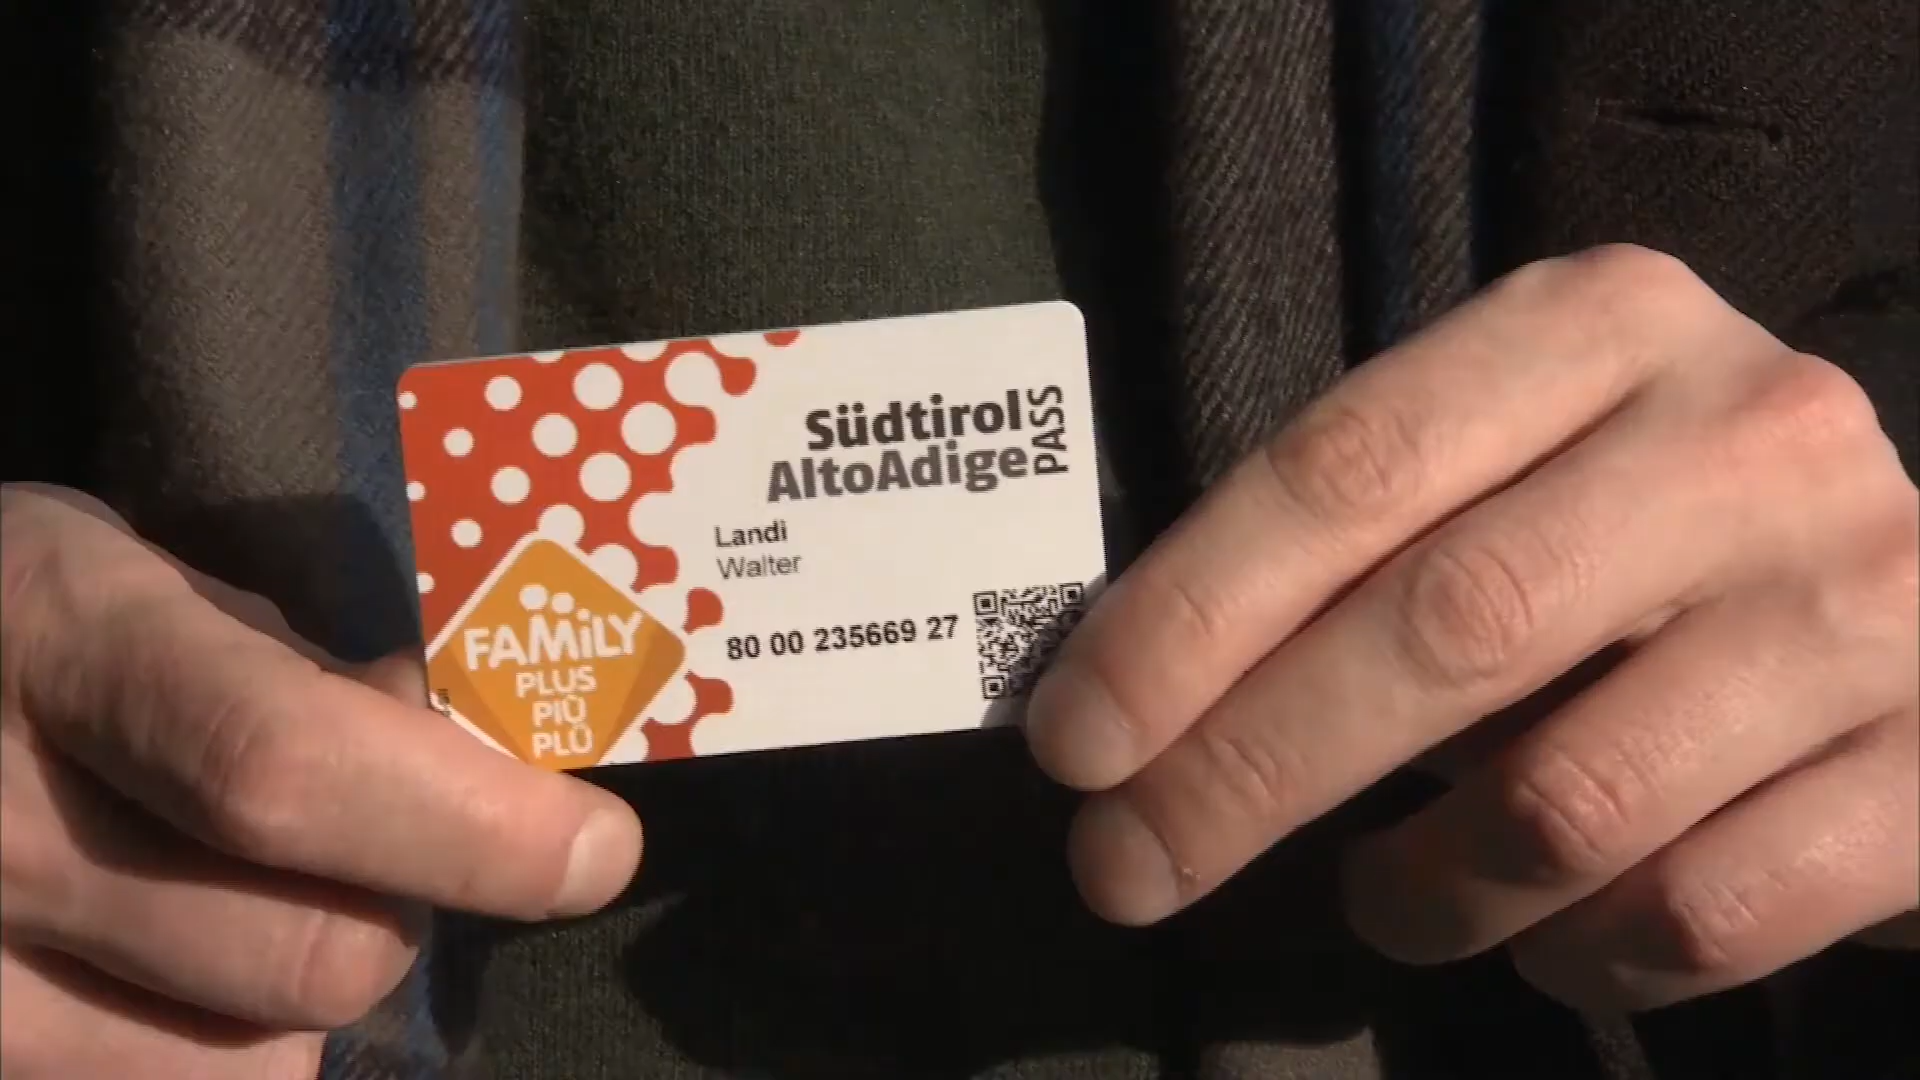 Südtirol
AltoAdige
PASS
Landi
Walter
80 00 235669 27
FAMiLY
PLUS
PIÙ
PLÜ